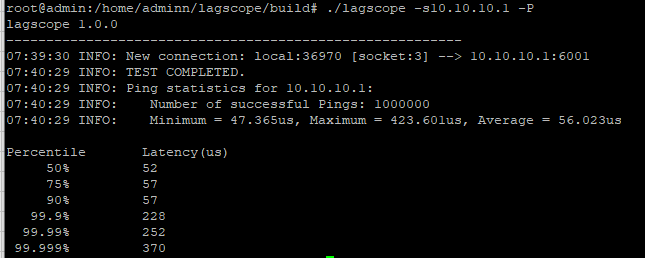 root@admin:/home/adminn/lagscope/build# ./lagscope -s10.10.10.1 -P
lagscope 1.0.0
---------------------------------------------------------
07:39:30 INFO: New connection: local:36970 [socket:3] --> 10.10.10.1:6001
07:40:29 INFO: TEST COMPLETED.
07:40:29 INFO: Ping statistics for 10.10.10.1:
07:40:29 INFO:   Number of successful Pings: 1000000
07:40:29 INFO:   Minimum = 47.365us, Maximum = 423.601us, Average = 56.023us
Percentile       Latency(us)
     50%         52
     75%         57
     90%         57
   99.9%         228
  99.99%         252
 99.999%         370